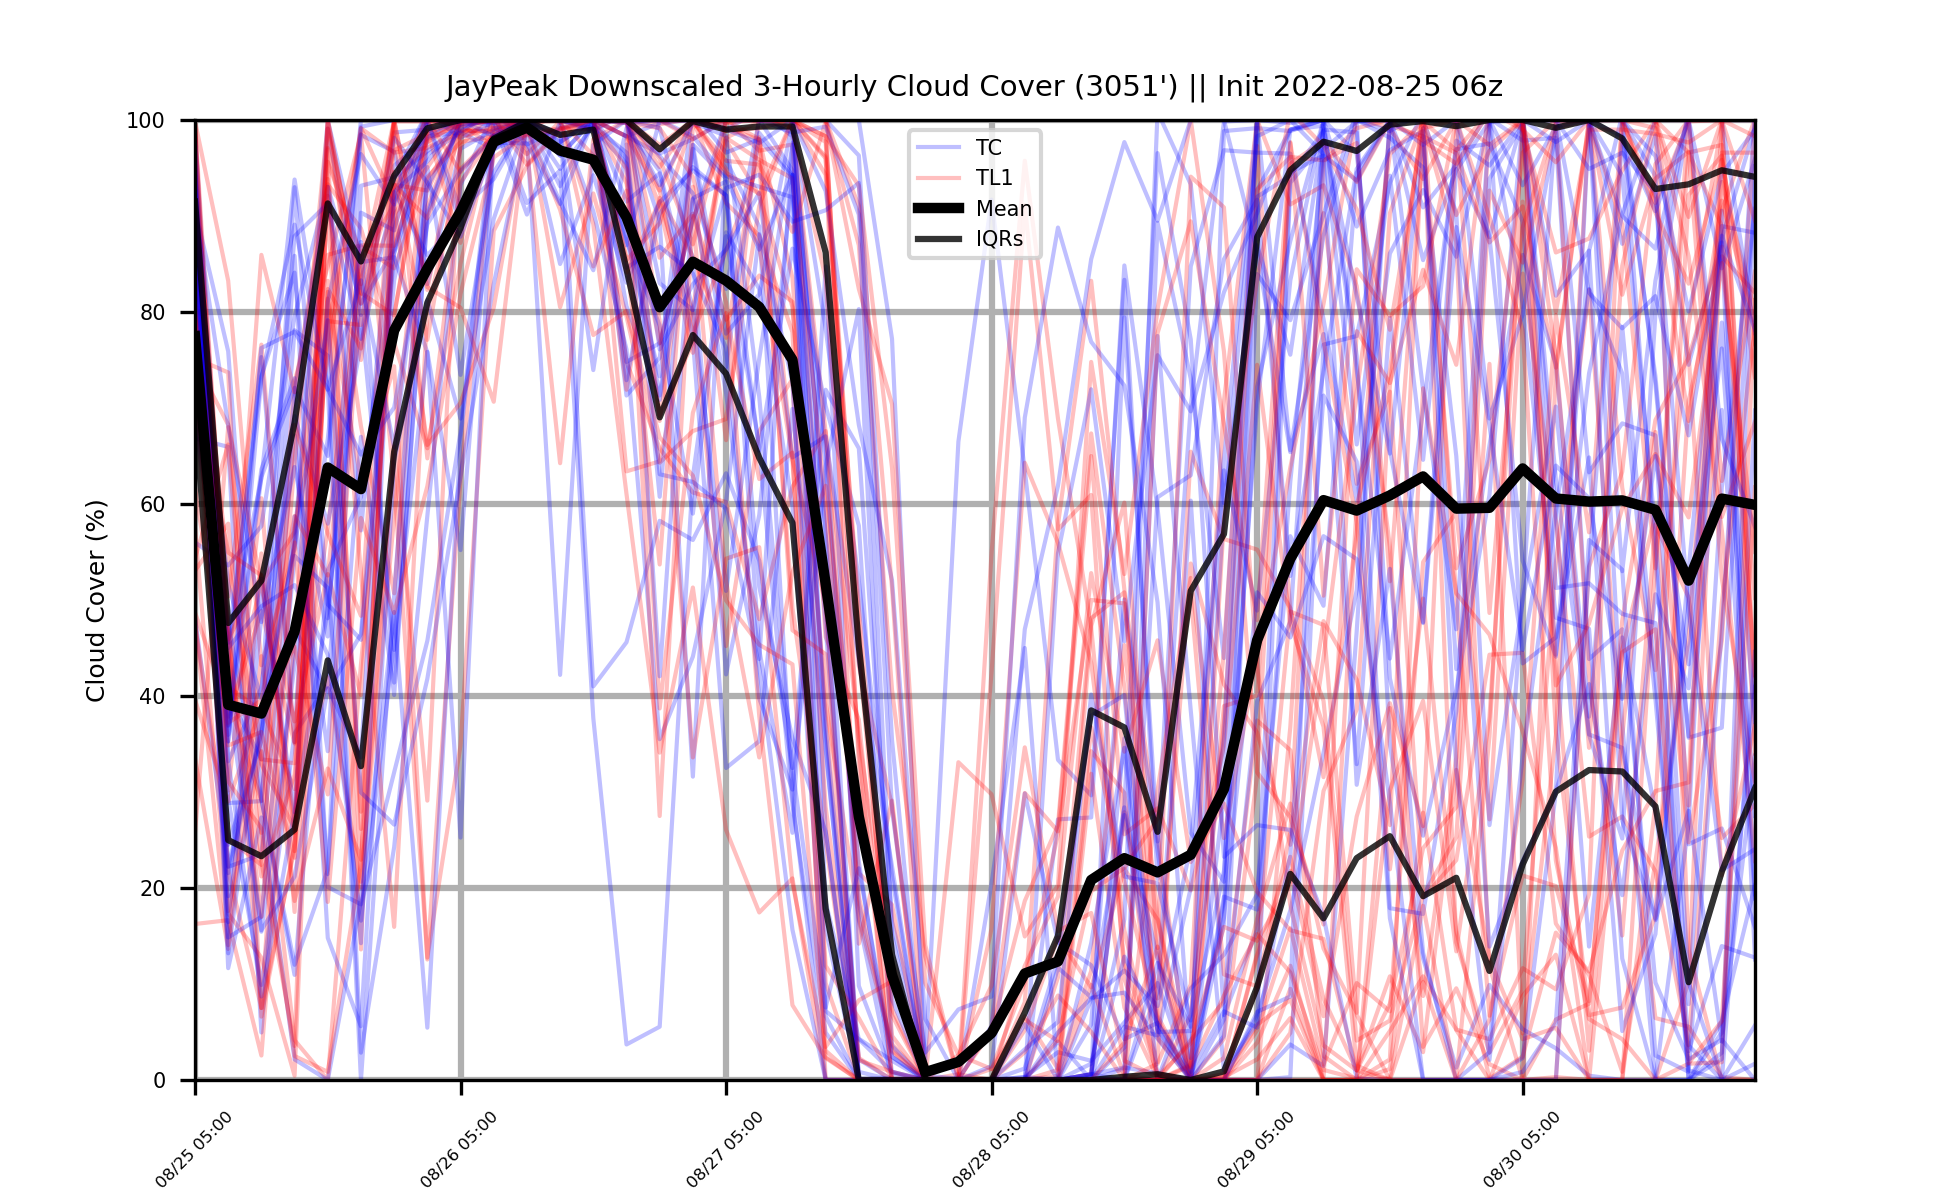 JayPeak Downscaled 3-Hourly Cloud Cover (3051') || Init 2022-08-25 06z
100
80
60
40
20
0
Cloud Cover (%)
TC
TL1
Mean
IQRs
08/25 05:00
08/26 05:00
08/27 05:00
08/28 05:00
08/29 05:00
08/30 05:00